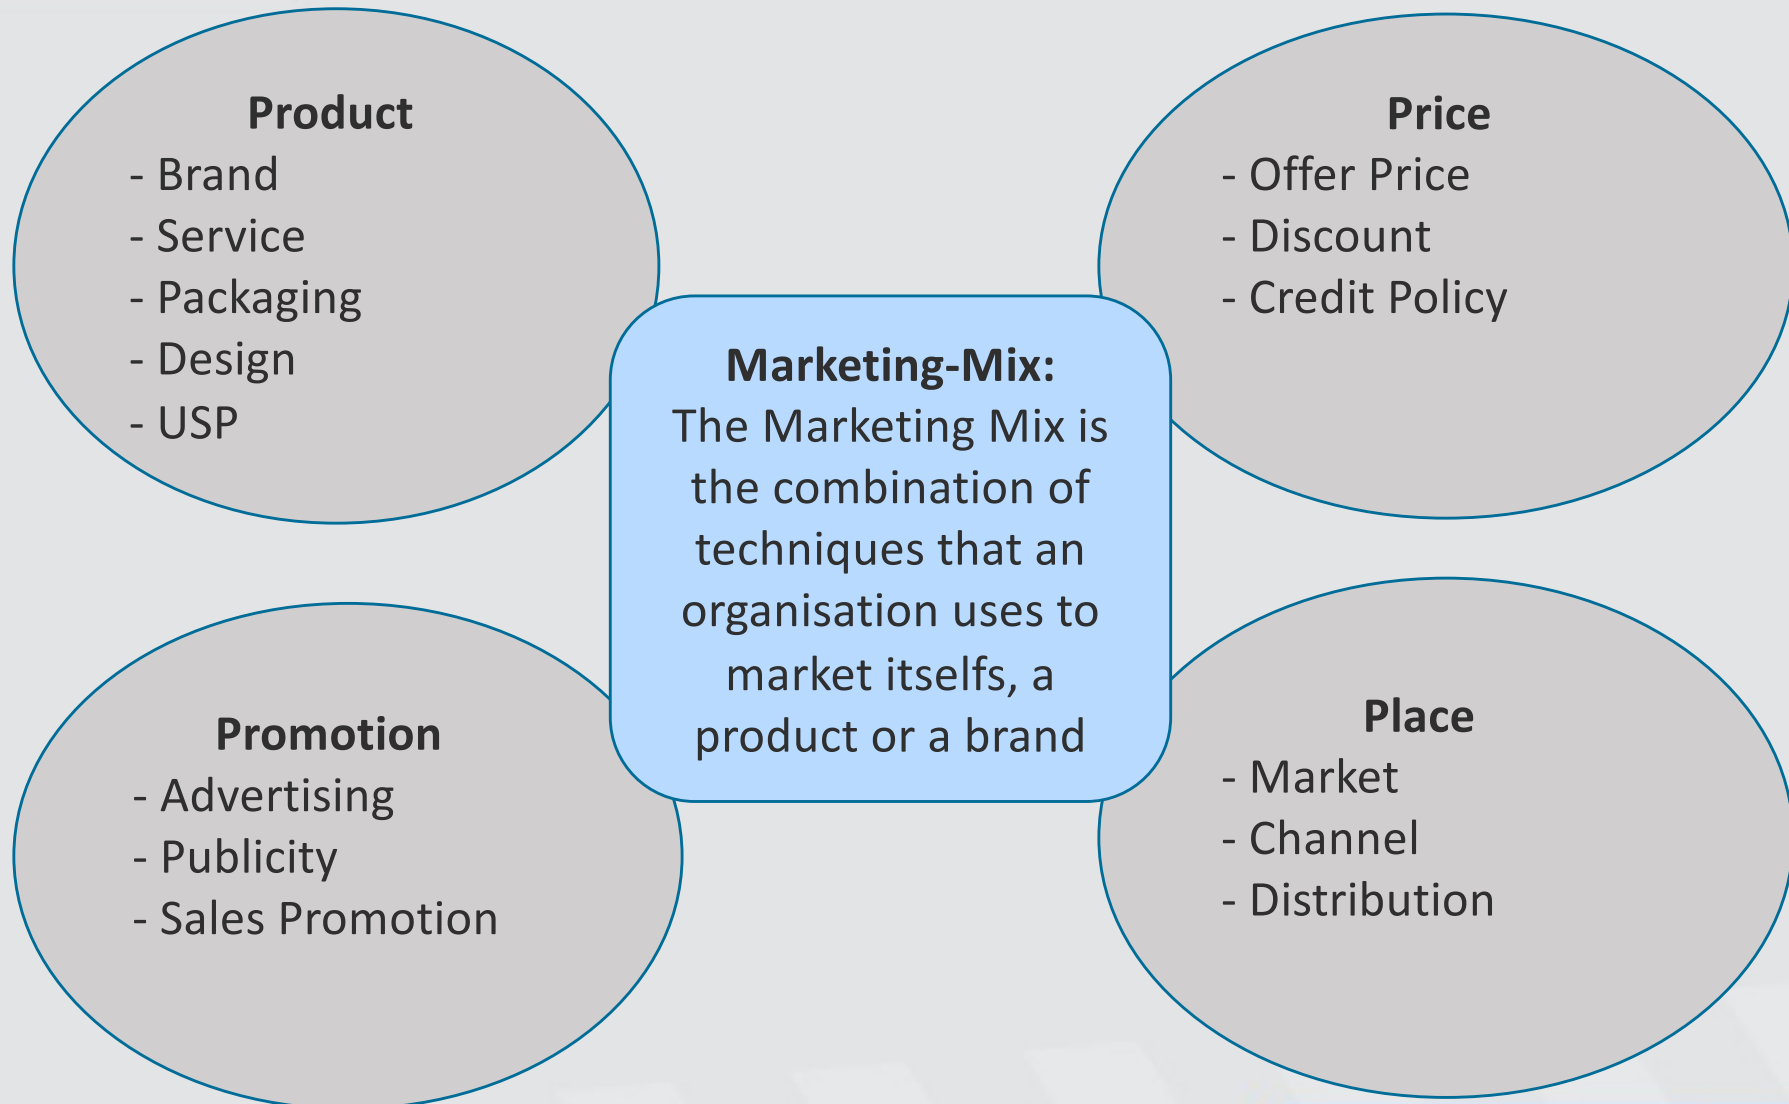 Product
- Brand
- Service
- Packaging
- Design
- USP
Price
- Offer Price
- Discount
- Credit Policy
Marketing-Mix:
The Marketing Mix is
the combination of
techniques that an
organisation uses to
market itselfs, a
product or a brand
Promotion
- Advertising
- Publicity
- Sales Promotion
Place
- Market
- Channel
- Distribution